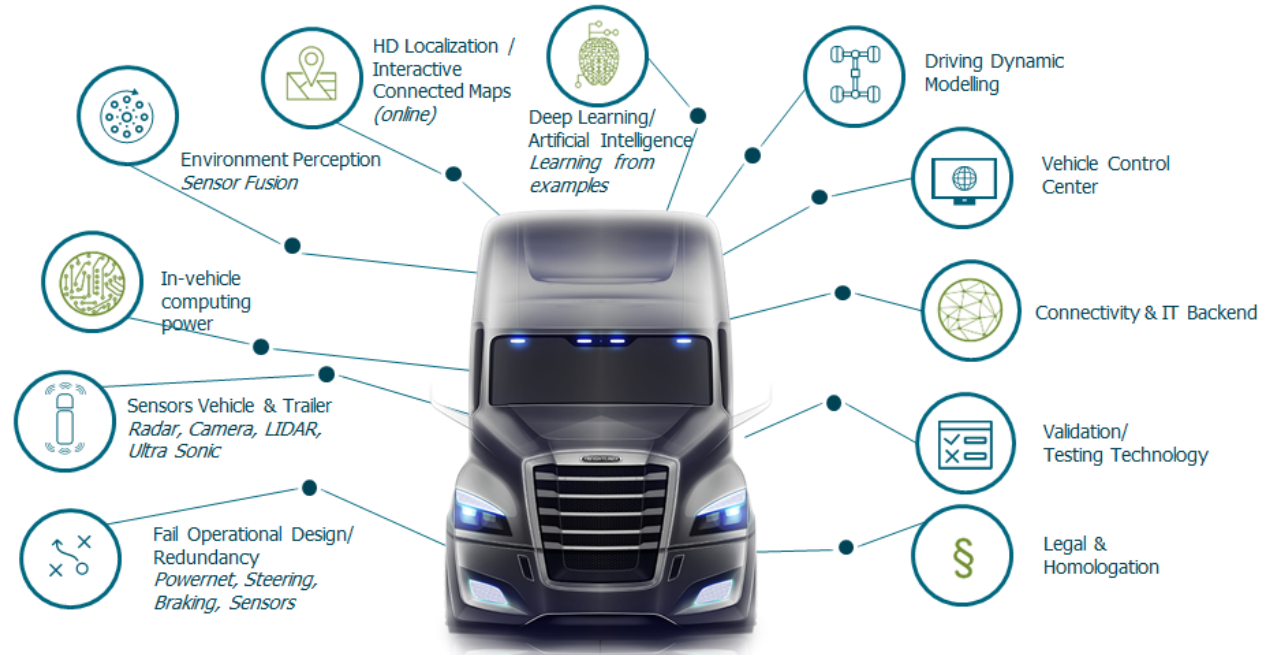 HD Localization /
Interactive
Connected Maps
(online)
Deep Learning/
Artificial Intelligence
Learning from
examples
Driving Dynamic
Modelling
Environment Perception
Sensor Fusion
Vehicle Control
Center
In-vehicle
computing
power
Connectivity & IT Backend
Sensors Vehicle & Trailer
Radar, Camera, LIDAR,
Ultra Sonic
Validation/
Testing Technology
Fail Operational Design/
Redundancy
Powernet, Steering,
Braking, Sensors
§
Legal &
Homologation
FREIGHTLINER